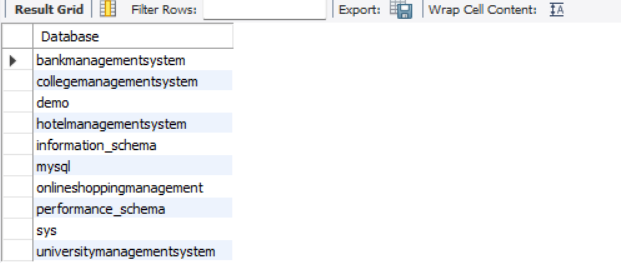 Result Grid Filter Rows: Export: Wrap Cell Content: IA
Database
bankmanagementsystem
collegemanagementsystem
demo
hotelmanagementsystem
information_schema
mysql
onlineshoppingmanagement
performance_schema
sys
universitymanagementsystem